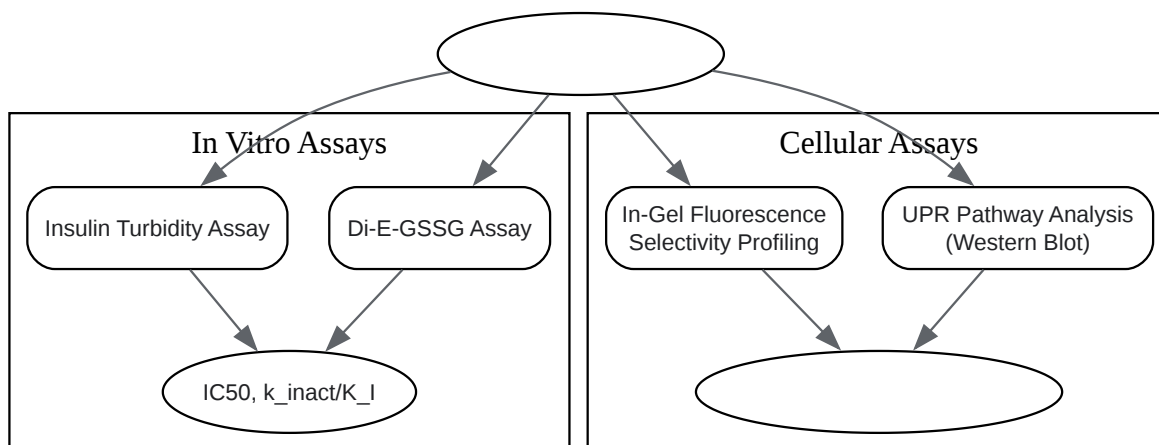 In Vitro Assays
Cellular Assays
Insulin Turbidity Assay
Di-E-GSSG Assay
In-Gel Fluorescence
Selectivity Profiling
UPR Pathway Analysis
(Western Blot)
IC50, k_inact/K_I